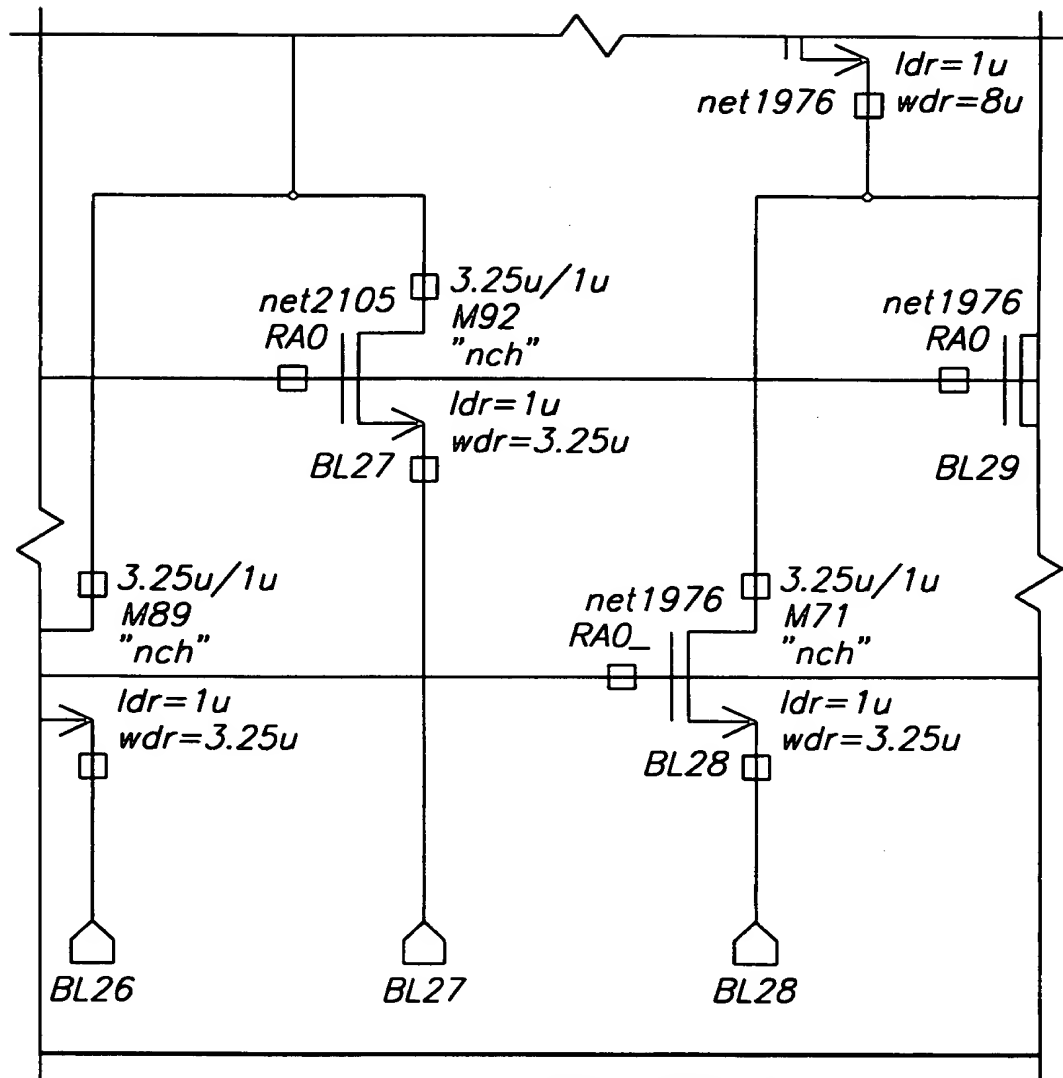 ldr=1u
net1976
wdr=8u
net2105
RA0
3.25u/1u
M92
"nch"
ldr=1u
wdr=3.25u
BL27
net1976
RA0
BL29
3.25u/1u
M89
"nch"
ldr=1u
wdr=3.25u
net1976
RA0_
3.25u/1u
M71
"nch"
ldr=1u
wdr=3.25u
BL28
BL26
BL27
BL28